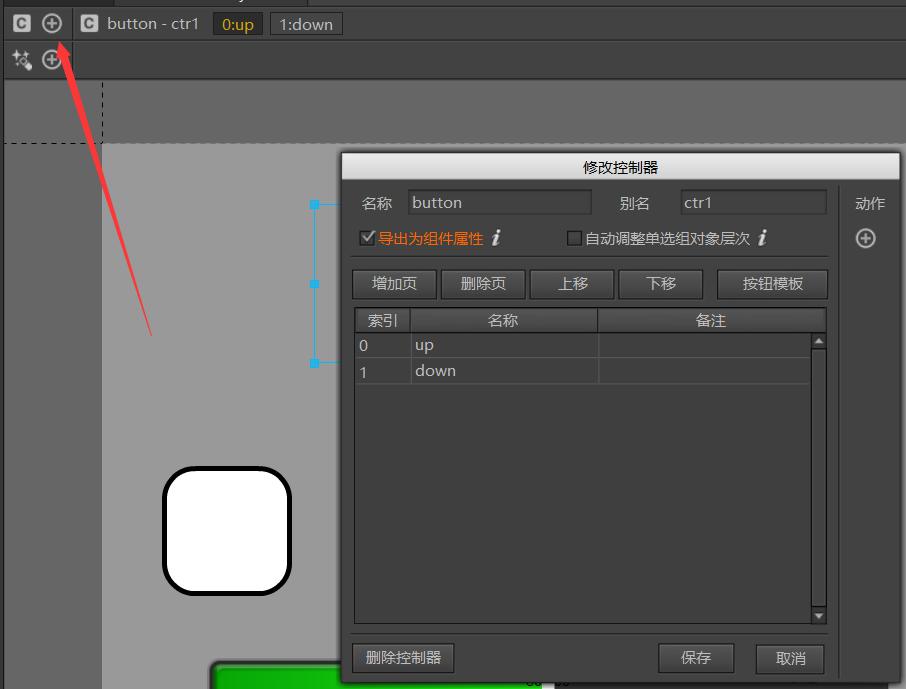 C C button - ctr1 0:up 1:down
修改控制器
名称 button 别名 ctr1 动作
导出为组件属性 i 自动调整单选组对象层次 i
增加页 删除页 上移 下移 按钮模板
索引 名称 备注
0 up
1 down
删除控制器 保存 取消